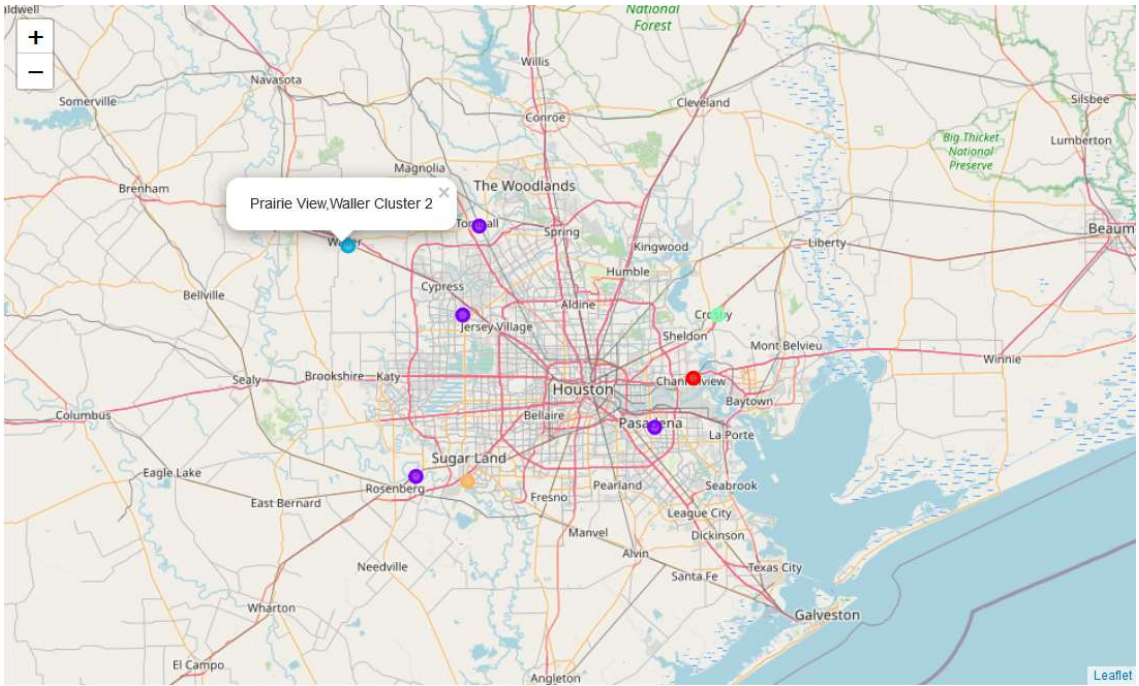 National
Forest
+
−
Willis
Navasota
Somerville
Cleveland
Silsbee
Conroe
Lumberton
Big Thicket
National
Preserve
Magnolia
Brenham
The Woodlands
Prairie View,Waller Cluster 2
×
Spring
Kingwood
Liberty
Humble
Cypress
Bellville
Aldine
Crosby
Jersey Village
Sheldon
Mont Belvieu
Winnie
Sealy
Brookshire
Katy
Houston
Channelview
Baytown
Columbus
Bellaire
Pasadena
La Porte
Sugar Land
Eagle Lake
Rosenberg
Pearland
Seabrook
East Bernard
Fresno
League City
Manvel
Dickinson
Alvin
Needville
Texas City
Santa Fe
Wharton
Galveston
El Campo
Angleton
Leaflet